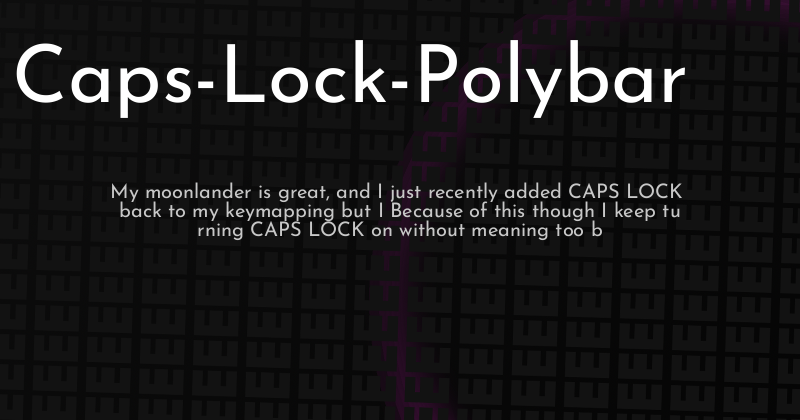 Caps-Lock-Polybar
My moonlander is great, and I just recently added CAPS LOCK
back to my keymapping but I Because of this though I keep tu
rning CAPS LOCK on without meaning too b